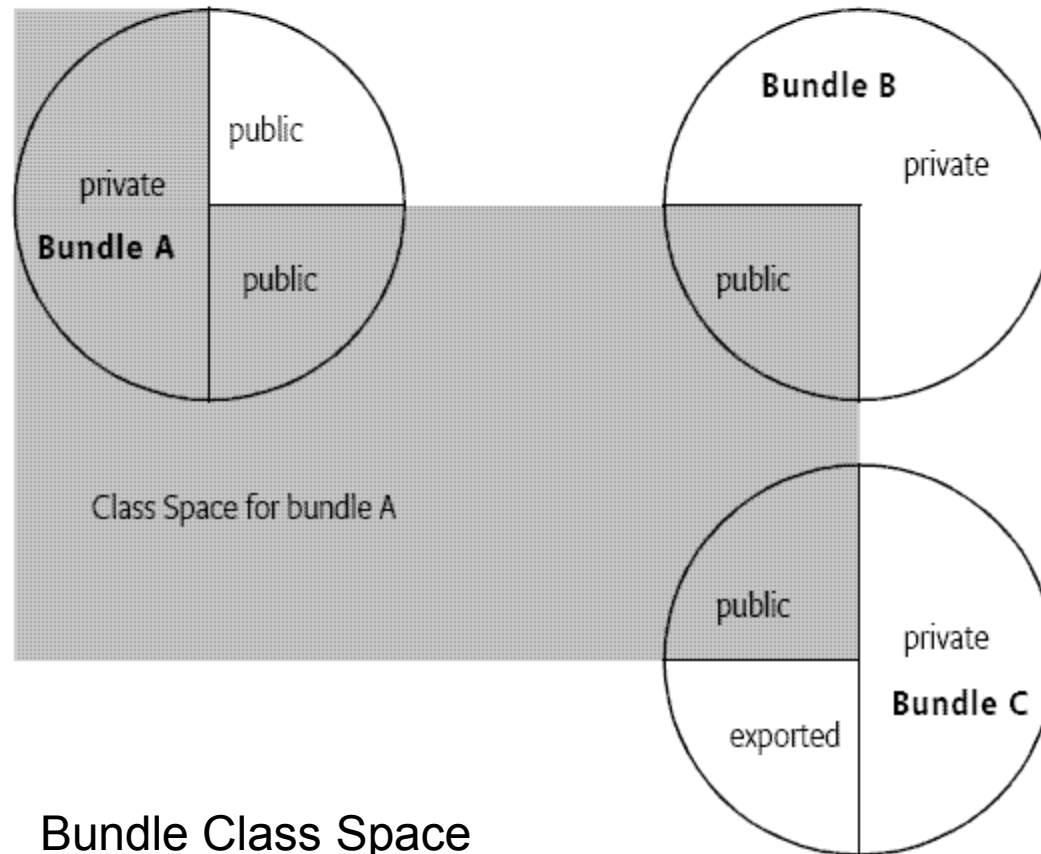 public
private
Bundle A
public
Bundle B
private
public
Class Space for bundle A
public
private
Bundle C
exported
Bundle Class Space